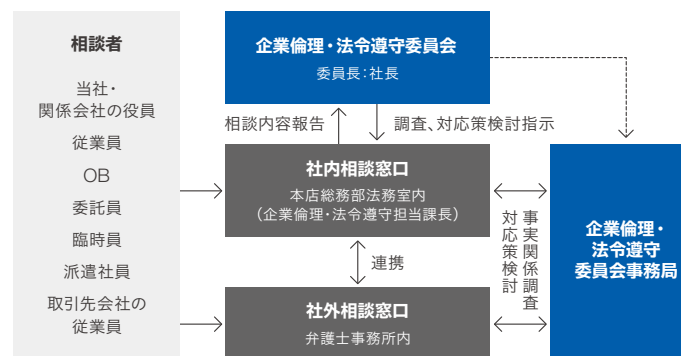 相談者
当社・
関係会社の役員
従業員
OB
委託員
臨時員
派遣社員
取引先会社の
従業員
企業倫理・法令遵守委員会
委員長：社長
相談内容報告
調査、対応策検討指示
社内相談窓口
本店総務部法務室内
（企業倫理・法令遵守担当課長）
連携
社外相談窓口
弁護士事務所内
事実関係調査
対応策検討
企業倫理・
法令遵守
委員会事務局